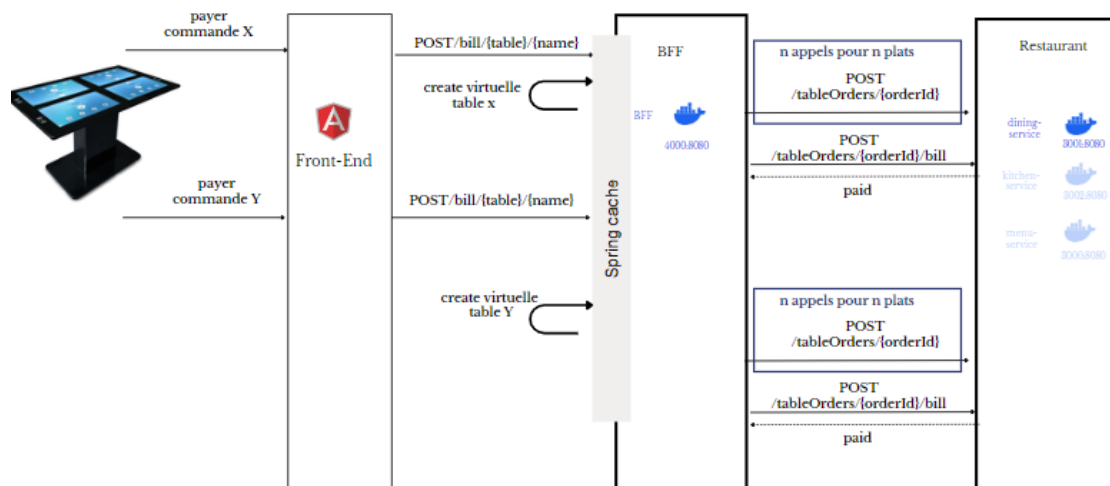 payer
commande X
POST/bill/{table}/{name}
create virtuelle
table x
Front-End
payer
commande Y
POST/bill/{table}/{name}
create virtuelle
table Y
Spring cache
BFF
BFF
4000:8080
n appels pour n plats
POST
/tableOrders/{orderId}
POST
/tableOrders/{orderId}/bill
paid
n appels pour n plats
POST
/tableOrders/{orderId}
POST
/tableOrders/{orderId}/bill
paid
Restaurant
dining-
service
3001:8080
kitchen-
service
3002:8080
menu-
service
3000:8080